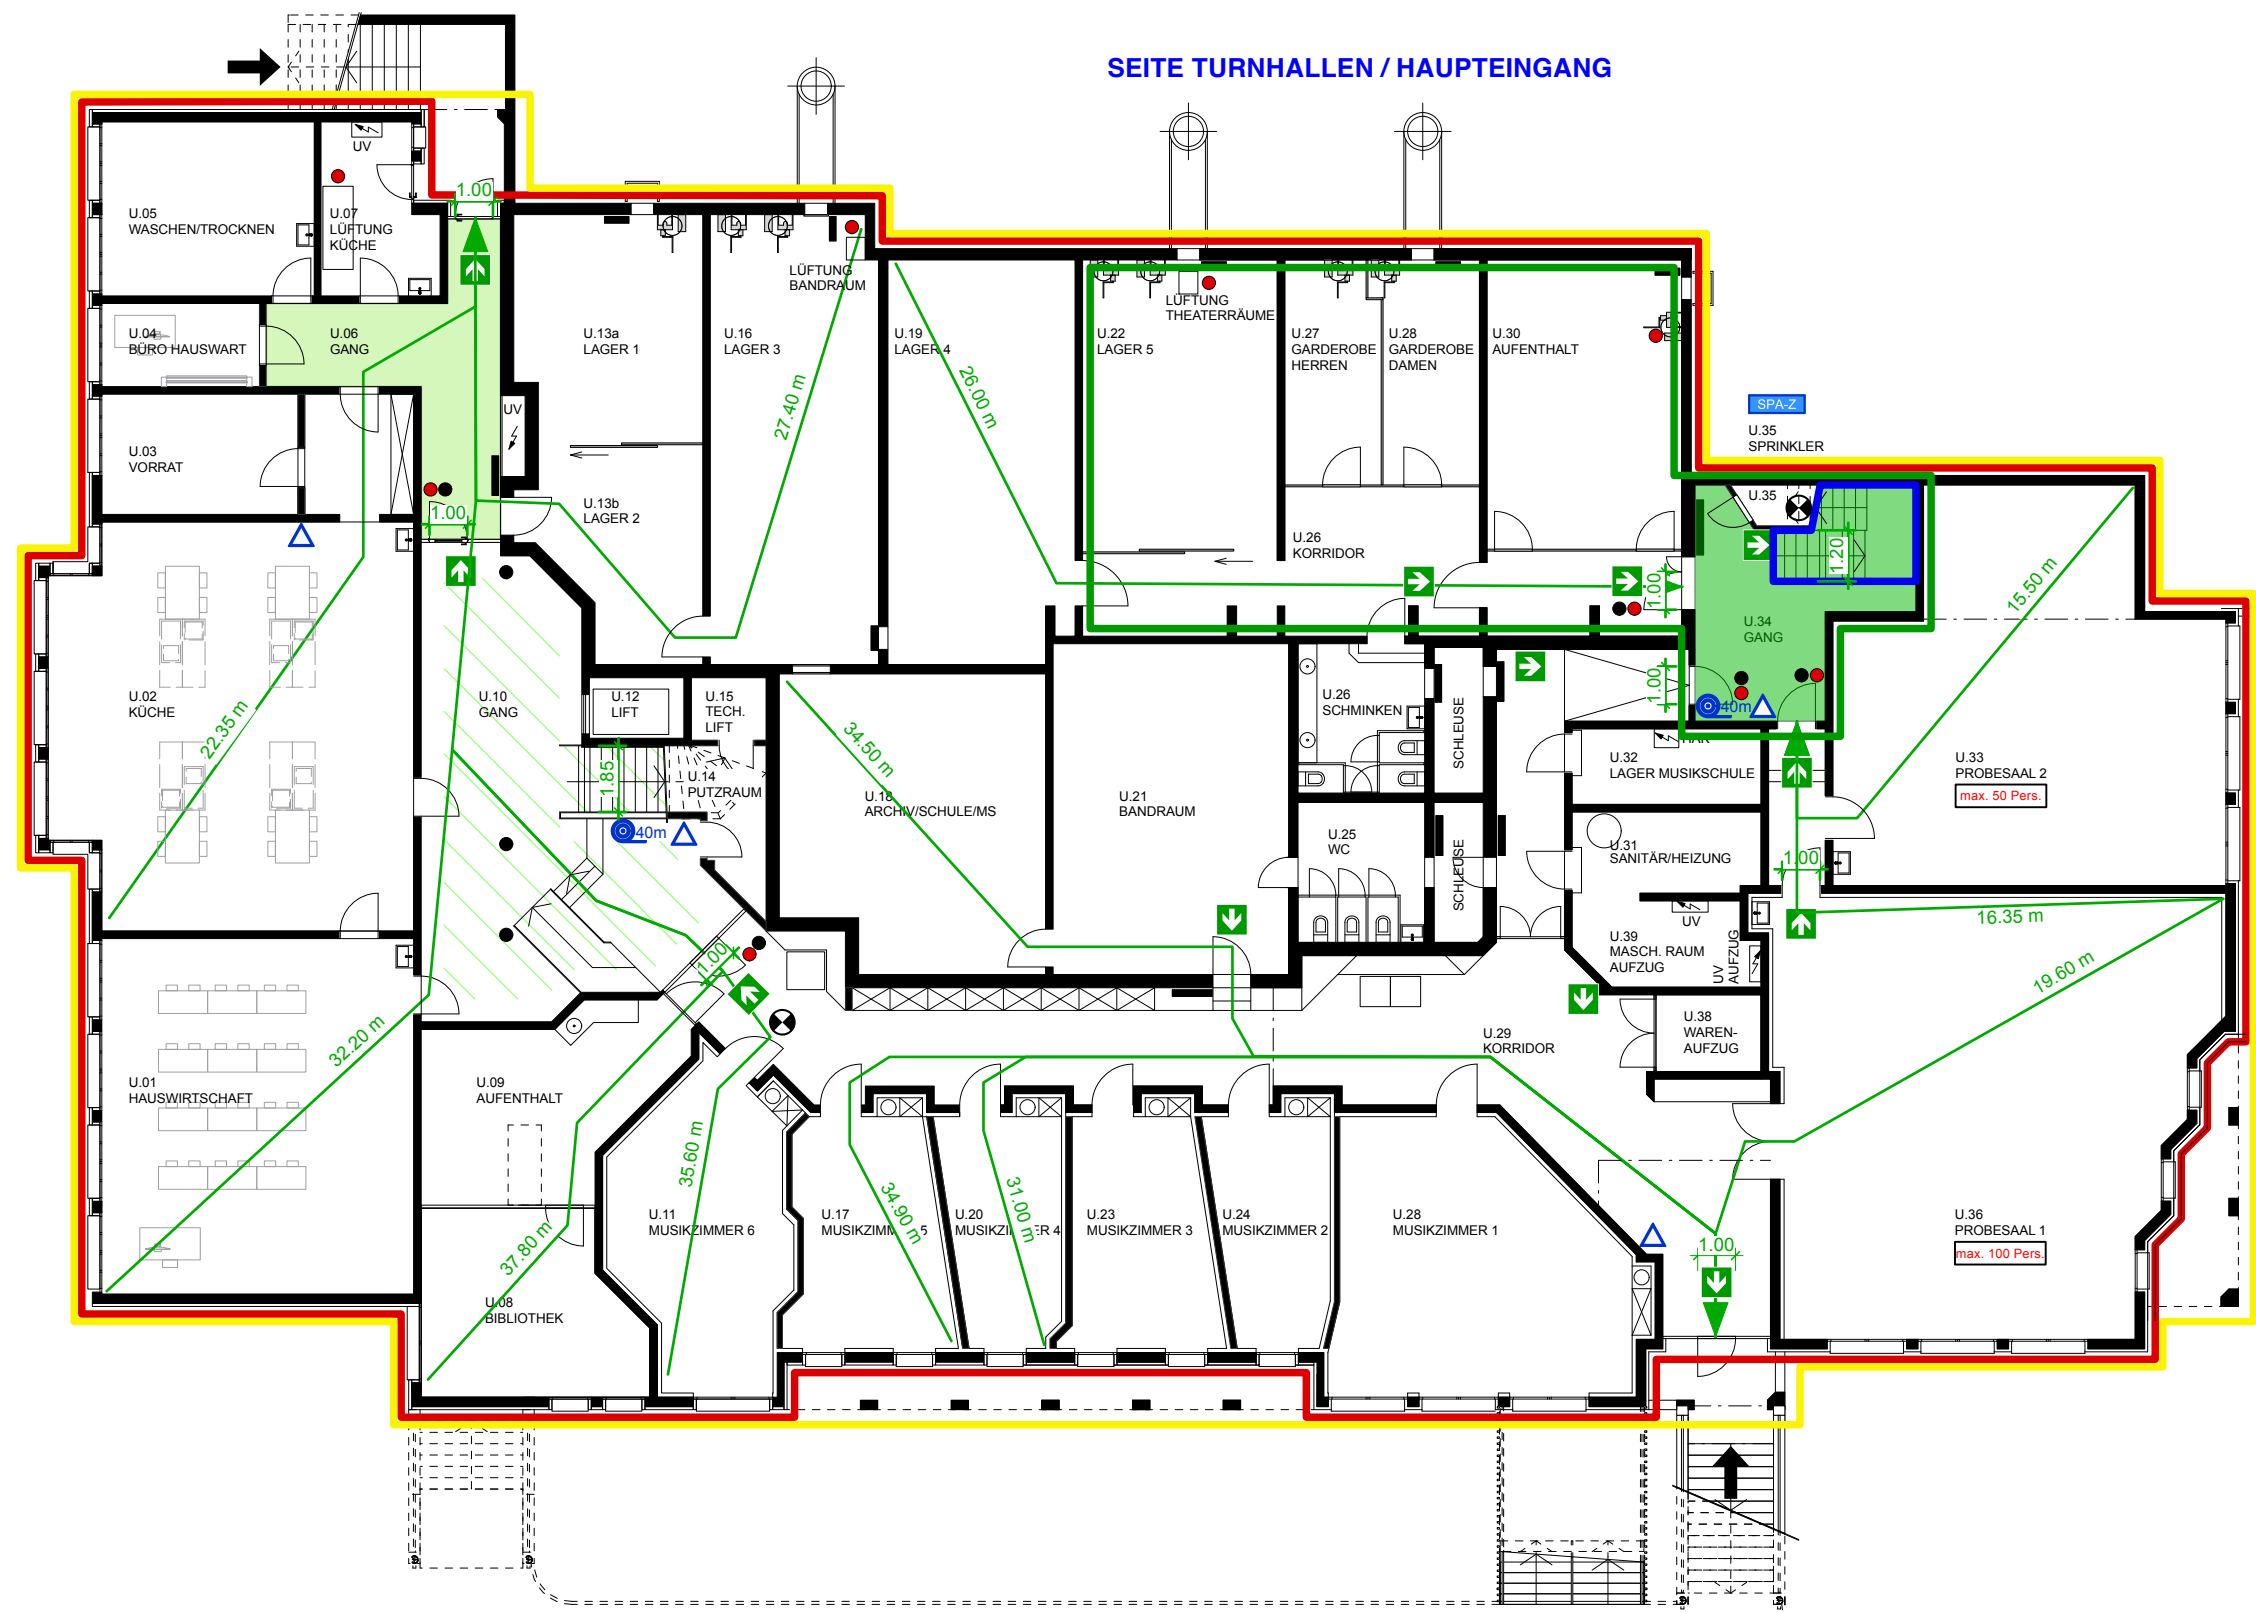 SEITE TURNHALLEN / HAUPTEINGANG
UV
1.00
U.05
WASCHEN/TROCKNEN
U.07
LÜFTUNG
KÜCHE
LÜFTUNG
BANDRAUM
LÜFTUNG
THEATERRÄUME
U.04
BÜRO HAUSWART
U.06
GANG
U.13a
LAGER 1
U.16
LAGER 3
U.19
LAGER 4
U.22
LAGER 5
U.27
GARDEROBE
HERREN
U.28
GARDEROBE
DAMEN
U.30
AUFENTHALT
27.40 m
26.00 m
SPA-Z
U.35
SPRINKLER
UV
U.03
VORRAT
1.00
U.13b
LAGER 2
U.26
KORRIDOR
U.35
1.20
1.00
15.50 m
U.34
GANG
U.02
KÜCHE
22.35 m
U.10
GANG
U.12
LIFT
U.15
TECH.
LIFT
U.26
SCHMINKEN
SCHLEUSE
1.00
40m
34.50 m
1.85
U.14
PUTZRAUM
40m
U.18
ARCHIV/SCHULE/MS
U.21
BANDRAUM
U.32
LAGER MUSIKSCHULE
U.33
PROBESAAL 2
max. 50 Pers.
U.25
WC
SCHLEUSE
U.31
SANITÄR/HEIZUNG
1.00
UV
16.35 m
U.39
MASCH. RAUM
AUFZUG
UV
AUFZUG
1.00
19.60 m
U.38
WAREN-
AUFZUG
U.29
KORRIDOR
32.20 m
U.01
HAUSWIRTSCHAFT
U.09
AUFENTHALT
35.60 m
34.90 m
31.00 m
37.80 m
U.11
MUSIKZIMMER 6
U.17
U.20
U.23
MUSIKZIMMER 3
U.24
MUSIKZIMMER 2
U.28
MUSIKZIMMER 1
U.36
PROBESAAL 1
max. 100 Pers.
1.00
U.08
BIBLIOTHEK